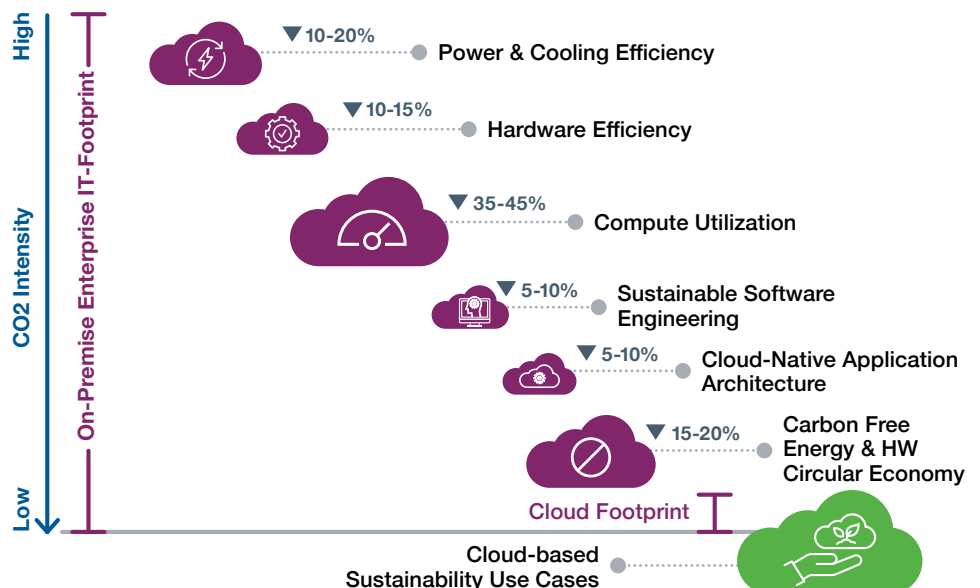 High
CO2 Intensity
Low
On-Premise Enterprise IT-Footprint
10-20%
Power & Cooling Efficiency
10-15%
Hardware Efficiency
35-45%
Compute Utilization
5-10%
Sustainable Software
Engineering
5-10%
Cloud-Native Application
Architecture
15-20%
Carbon Free
Energy & HW
Circular Economy
Cloud Footprint
Cloud-based
Sustainability Use Cases